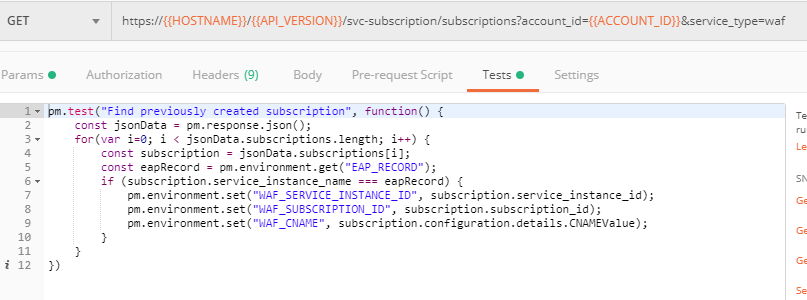 GET https://{{HOSTNAME}}/{{API_VERSION}}/svc-subscription/subscriptions?account_id={{ACCOUNT_ID}}&service_type=waf
Params Authorization Headers (9) Body Pre-request Script Tests Settings
1 pm.test("Find previously created subscription", function() {
2 const jsonData = pm.response.json();
3 for(var i=0; i < jsonData.subscriptions.length; i++) {
4 const subscription = jsonData.subscriptions[i];
5 const eapRecord = pm.environment.get("EAP_RECORD");
6 if (subscription.service_instance_name === eapRecord) {
7 pm.environment.set("WAF_SERVICE_INSTANCE_ID", subscription.service_instance_id);
8 pm.environment.set("WAF_SUBSCRIPTION_ID", subscription.subscription_id);
9 pm.environment.set("WAF_CNAME", subscription.configuration.details.CNAMEValue);
10 }
11 }
i 12 })
Te
ru
Le
SN
Ge
Ge
Ge
Se